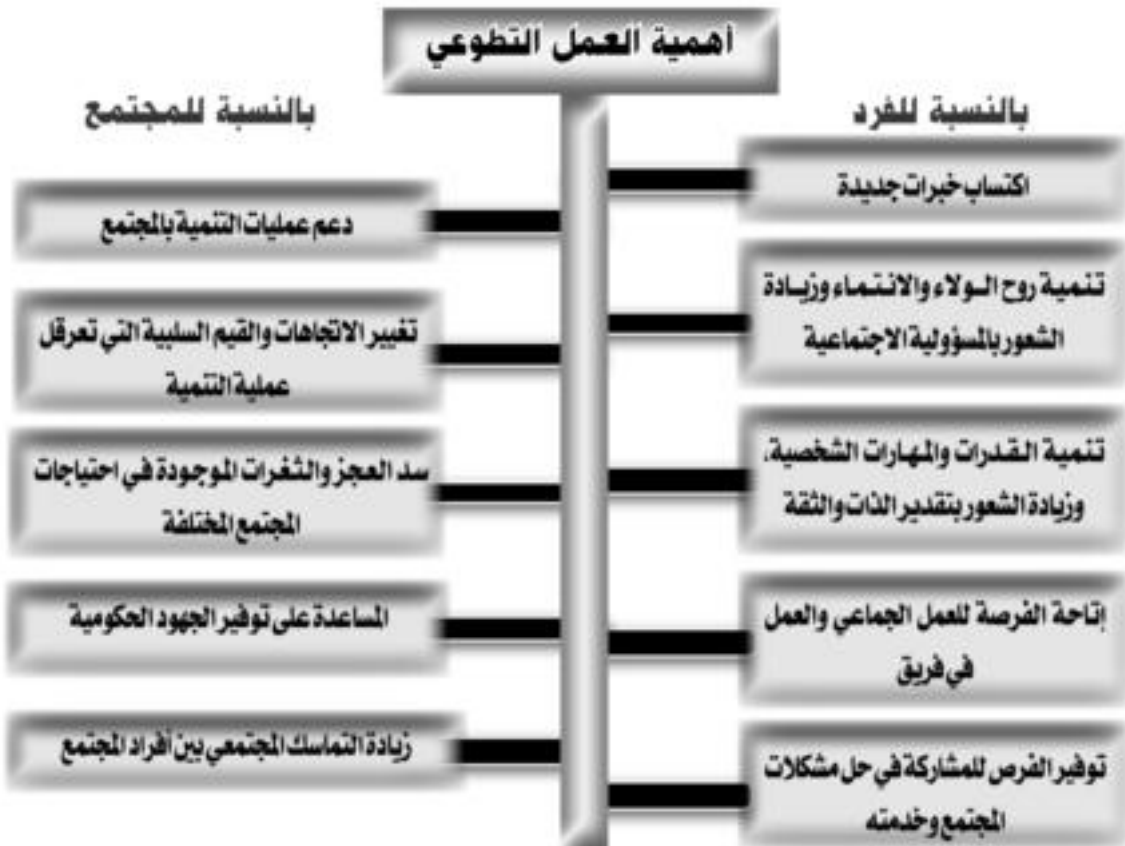 أهمية العمل التطوعي
بالنسبة للفرد
اكتساب خبرات جديدة
تنمية روح الولاء والانتماء وزيادة
الشعور بالمسؤولية الاجتماعية
تنمية القدرات والمهارات الشخصية،
وزيادة الشعور بتقدير الذات والثقة
إتاحة الفرصة للعمل الجماعي والعمل
في فريق
توفير الفرص للمشاركة في حل مشكلات
المجتمع وخدمته
بالنسبة للمجتمع
دعم عمليات التنمية بالمجتمع
تغيير الاتجاهات والقيم السلبية التي تعرقل
عملية التنمية
سد العجز والثغرات الموجودة في احتياجات
المجتمع المختلفة
المساعدة على توفير الجهود الحكومية
زيادة التماسك المجتمعي بين أفراد المجتمع